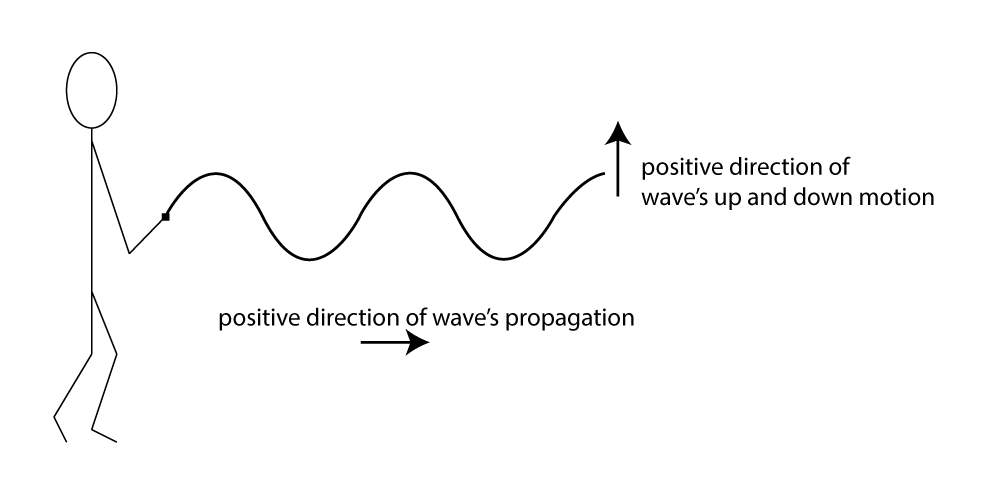 positive direction of
wave's up and down motion
positive direction of wave's propagation